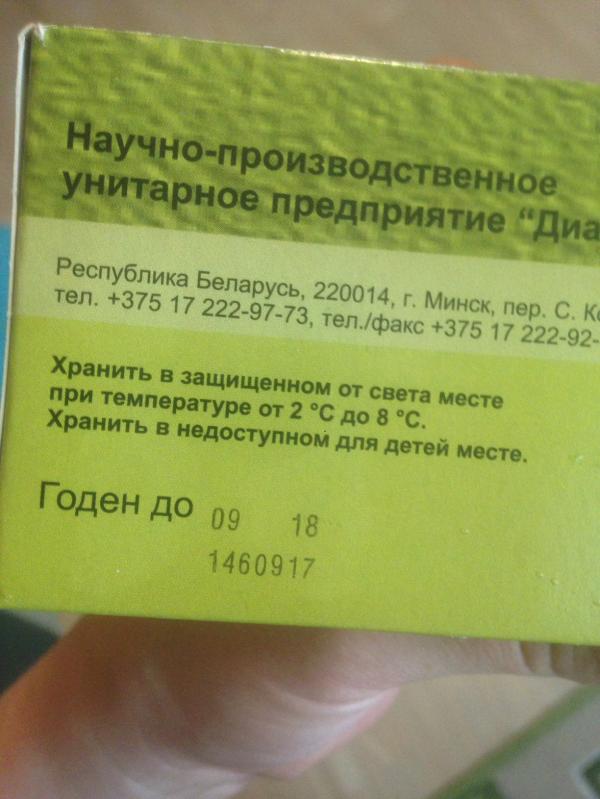 Научно-производственное
унитарное предприятие “
Республика Беларусь, 220014, г. Минск, пер. С.
тел. +375 17 222-97-73, тел./факс +375 17 222-92-
Хранить в защищенном от света месте
при температуре от 2 °С до 8 °С.
Хранить в недоступном для детей месте.
Годен до 09 18
1460917